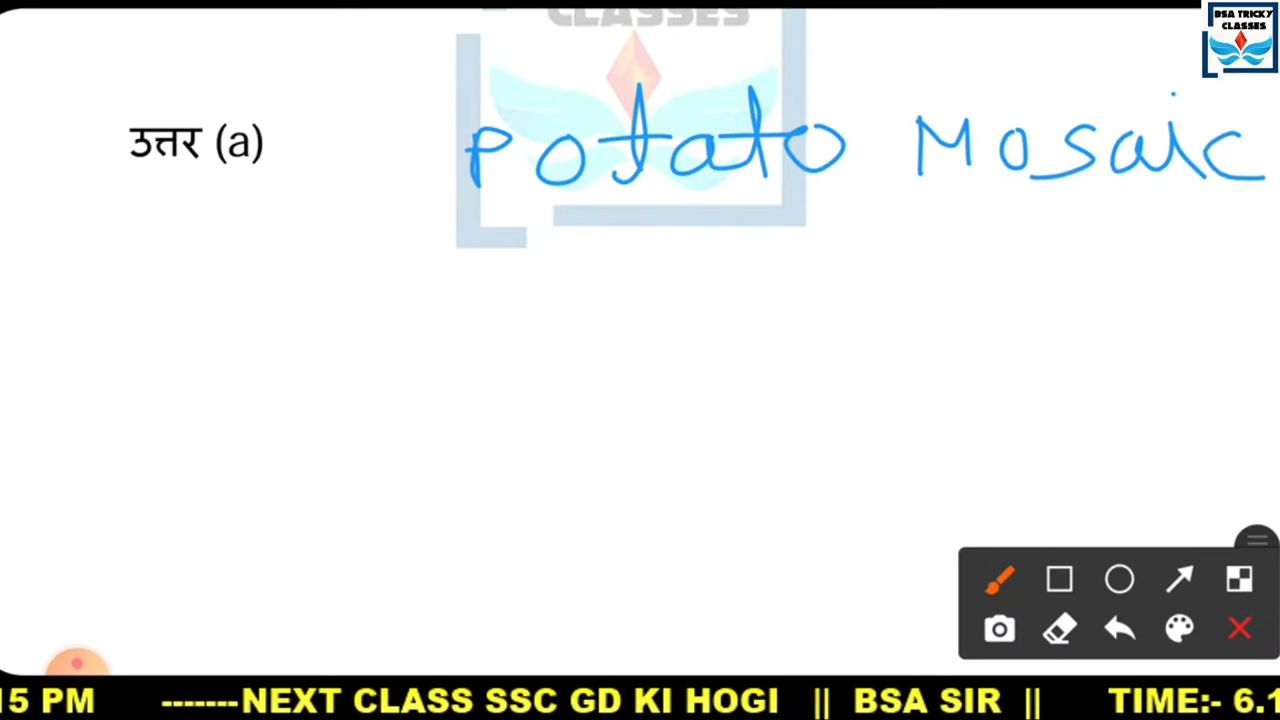 CLASSES
BSA TRICKY
CLASSES
उत्तर (a) Potato Mosaic
15 PM -------NEXT CLASS SSC GD KI HOGI || BSA SIR || TIME:- 6.1